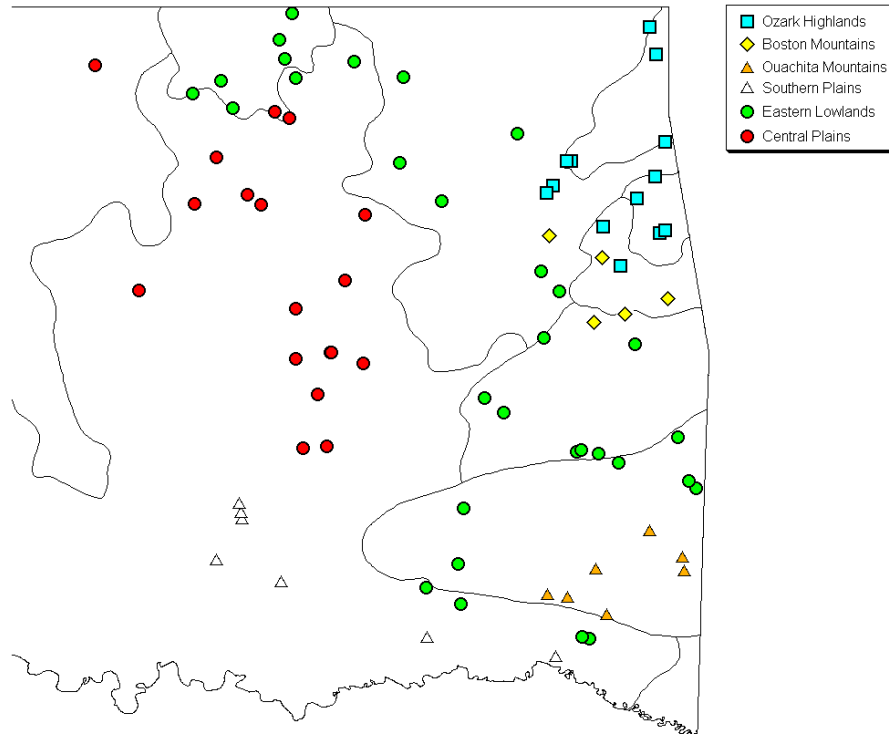 Ozark Highlands
Boston Mountains
Ouachita Mountains
Southern Plains
Eastern Lowlands
Central Plains